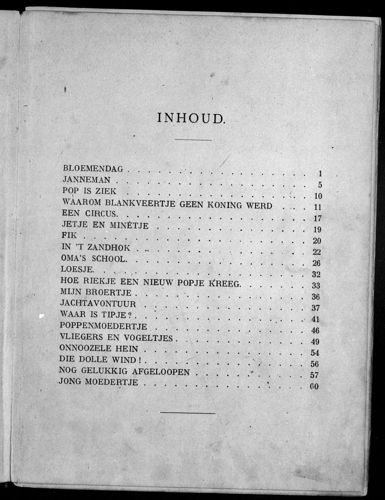 INHOUD.
BLOEMENDAG . . . . . . . . . . . . . . . . . 1
JANNEMAN . . . . . . . . . . . . . . . . . . 5
POP IS ZIEK . . . . . . . . . . . . . . . . . 10
WAAROM BLANKVEERTJE GEEN KONING WERD . . . 11
EEN CIRCUS. . . . . . . . . . . . . . . . . . 17
JETJE EN MINÈTJE . . . . . . . . . . . . . . 19
FIK . . . . . . . . . . . . . . . . . . . . . 20
IN 'T ZANDHOK . . . . . . . . . . . . . . . . 22
OMA'S SCHOOL. . . . . . . . . . . . . . . . . 26
LOESJE. . . . . . . . . . . . . . . . . . . . 32
HOE RIEKJE EEN NIEUW POPJE KREEG. . . . . . . 33
MIJN BROERTJE . . . . . . . . . . . . . . . . 36
JACHTAVONTUUR . . . . . . . . . . . . . . . . 37
WAAR IS TIPJE? . . . . . . . . . . . . . . . 41
POPPENMOEDERTJE . . . . . . . . . . . . . . . 46
VLIEGERS EN VOGELTJES . . . . . . . . . . . . 49
ONNOOZELE HEIN . . . . . . . . . . . . . . . 54
DIE DOLLE WIND! . . . . . . . . . . . . . . . 56
NOG GELUKKIG AFGELOOPEN . . . . . . . . . . . 57
JONG MOEDERTJE . . . . . . . . . . . . . . . 60